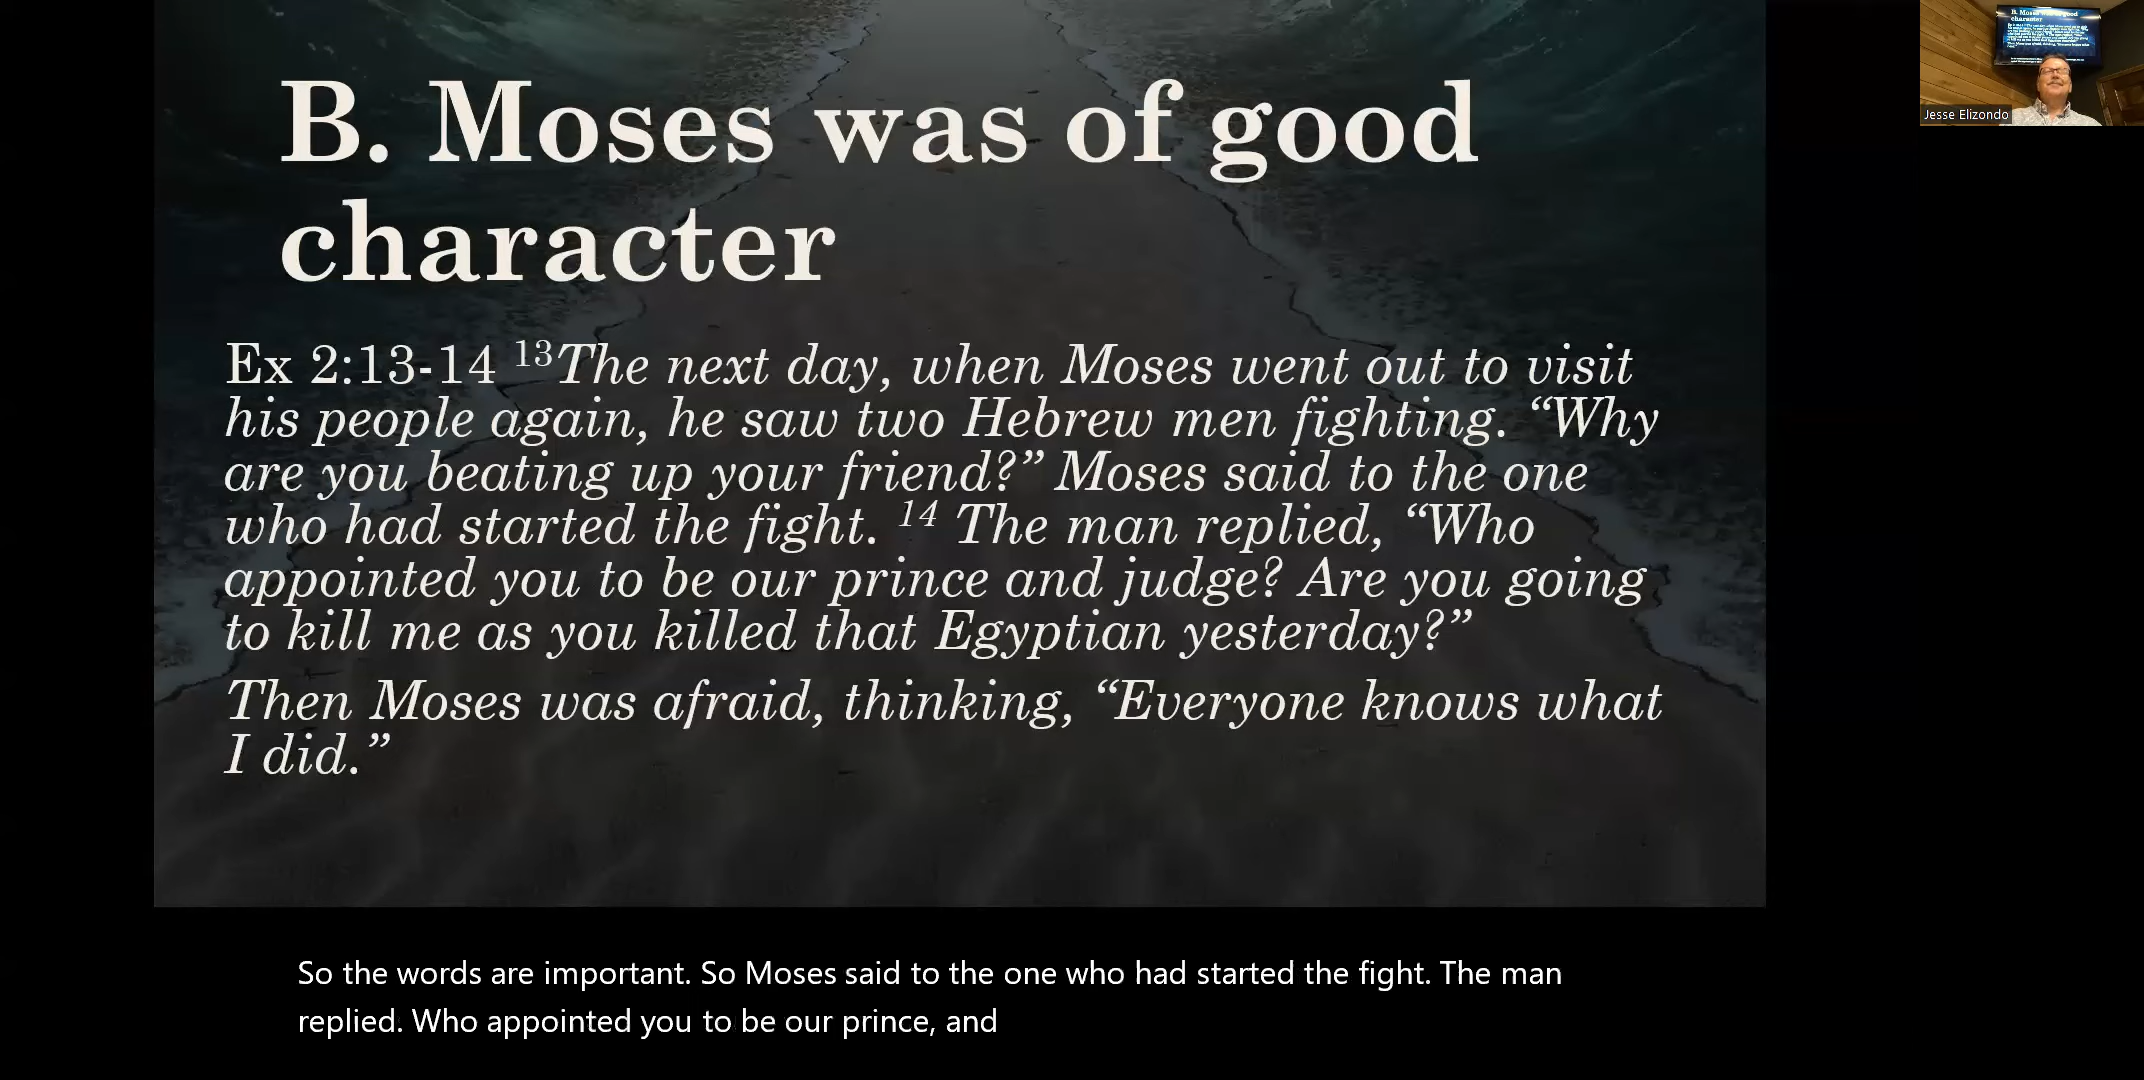 B. Moses was of good
character
Ex 2:13-14 ¹³The next day, when Moses went out to visit
his people again, he saw two Hebrew men fighting. “Why
are you beating up your friend?” Moses said to the one
who had started the fight. ¹⁴ The man replied, “Who
appointed you to be our prince and judge? Are you going
to kill me as you killed that Egyptian yesterday?”
Then Moses was afraid, thinking, “Everyone knows what
I did.”
B. Moses was of good
character
Jesse Elizondo
So the words are important. So Moses said to the one who had started the fight. The man
replied. Who appointed you to be our prince, and